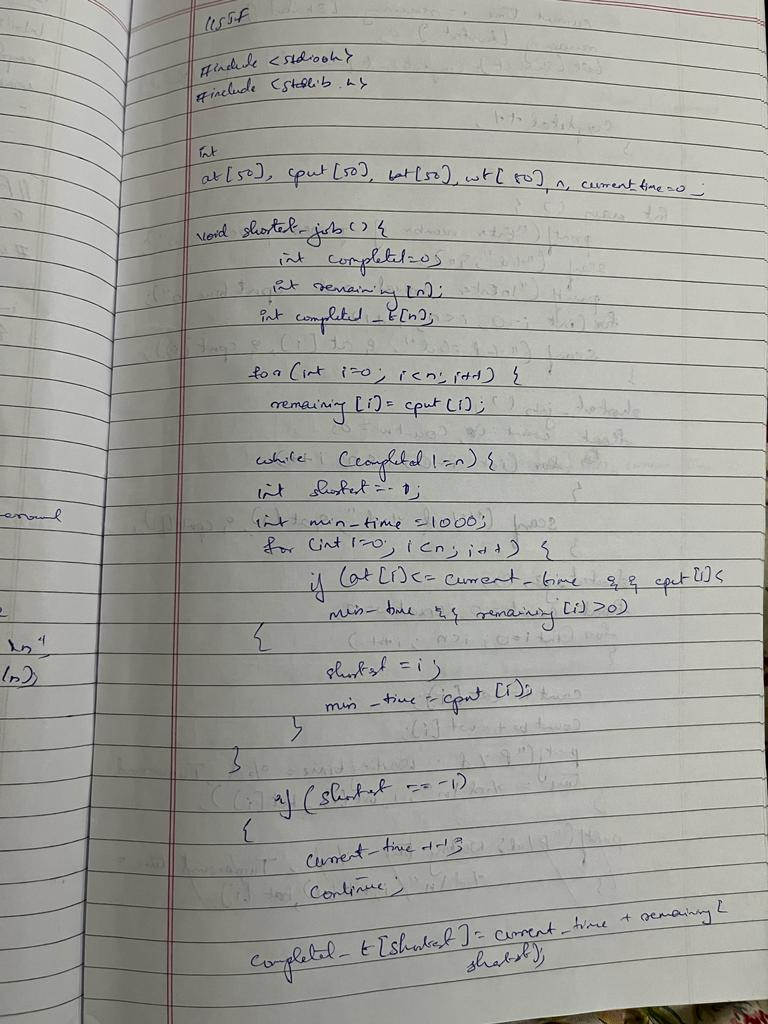 //SSF
#include <stdioh>
#include <stdlib.h>
int
at[50], cput[50], tat[50], wt[50], n, current_time=0;
void shortest_job() {
int completed=0;
int remaining [n];
int completed_t[n];
for (int i=0; i<n; i++) {
remaining [i]= cput[i];
while (completed !=n) {
int shortest =-1;
int min_time =1000;
for (int i=0; i<n; i++) {
if (at[i]<= current_time && cput[i]<
min_time && remaining[i]>0)
{
shortest =i;
min_time = cput [i];
}
}
if (shortest == -1)
{
current_time ++;
continue;
completed_t[shortest]= current_time + remaining[
shortest];
around
(n);